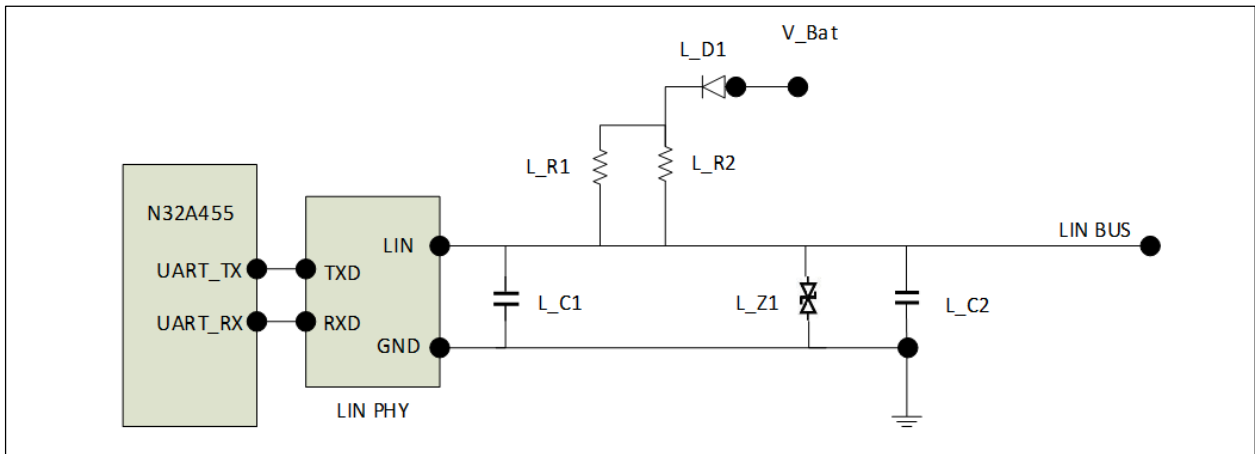 V_Bat
L_D1
L_R1
L_R2
N32A455
LIN
LIN BUS
UART_TX
TXD
L_C1
L_Z1
L_C2
UART_RX
RXD
GND
LIN PHY